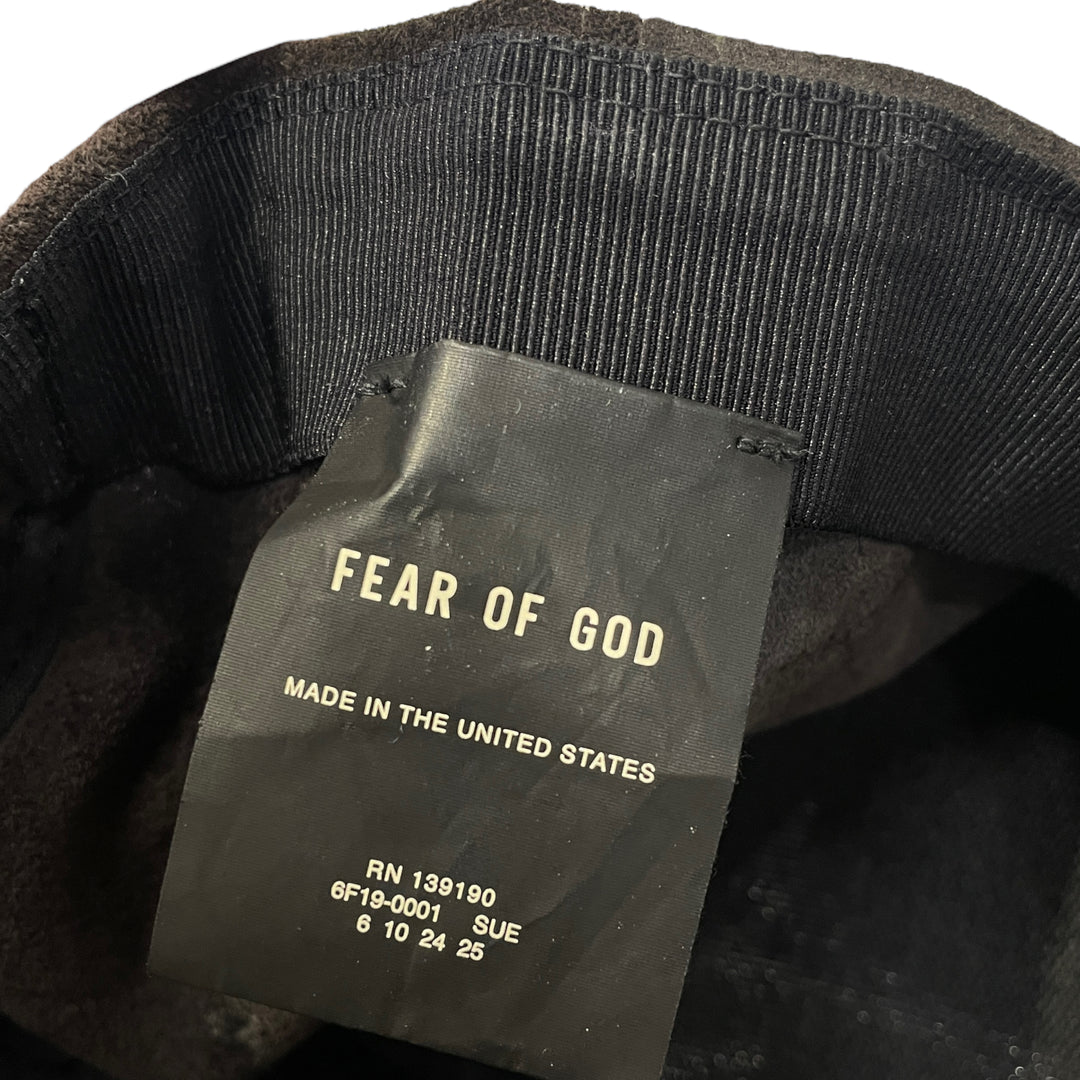 FEAR OF GOD
MADE IN THE UNITED STATES
RN 139190
6F19-0001 SUE
6 10 24 25